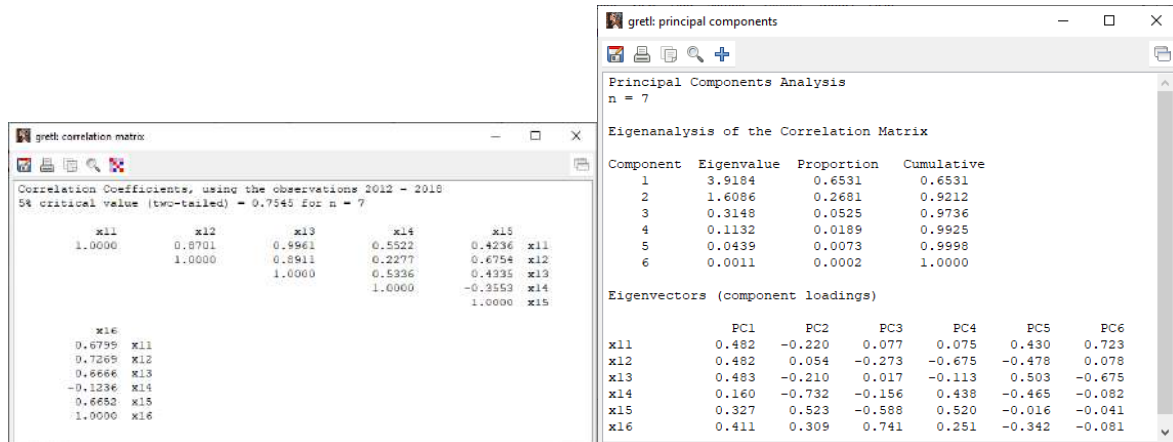 gretl: correlation matrix
Correlation Coefficients, using the observations 2012 - 2018
5% critical value (two-tailed) = 0.7545 for n = 7
x11 x12 x13 x14 x15
1.0000 0.8701 0.9961 0.5522 0.4236 x11
1.0000 0.8911 0.2277 0.6754 x12
1.0000 0.5336 0.4335 x13
1.0000 -0.3553 x14
1.0000 x15
x16
0.6799 x11
0.7269 x12
0.6666 x13
-0.1236 x14
0.6652 x15
1.0000 x16
gretl: principal components
Principal Components Analysis
n = 7
Eigenanalysis of the Correlation Matrix
Component Eigenvalue Proportion Cumulative
1 3.9184 0.6531 0.6531
2 1.6086 0.2681 0.9212
3 0.3148 0.0525 0.9736
4 0.1132 0.0189 0.9925
5 0.0439 0.0073 0.9998
6 0.0011 0.0002 1.0000
Eigenvectors (component loadings)
PC1 PC2 PC3 PC4 PC5 PC6
x11 0.482 -0.220 0.077 0.075 0.430 0.723
x12 0.482 0.054 -0.273 -0.675 -0.478 0.078
x13 0.483 -0.210 0.017 -0.113 0.503 -0.675
x14 0.160 -0.732 -0.156 0.438 -0.465 -0.082
x15 0.327 0.523 -0.588 0.520 -0.016 -0.041
x16 0.411 0.309 0.741 0.251 -0.342 -0.081